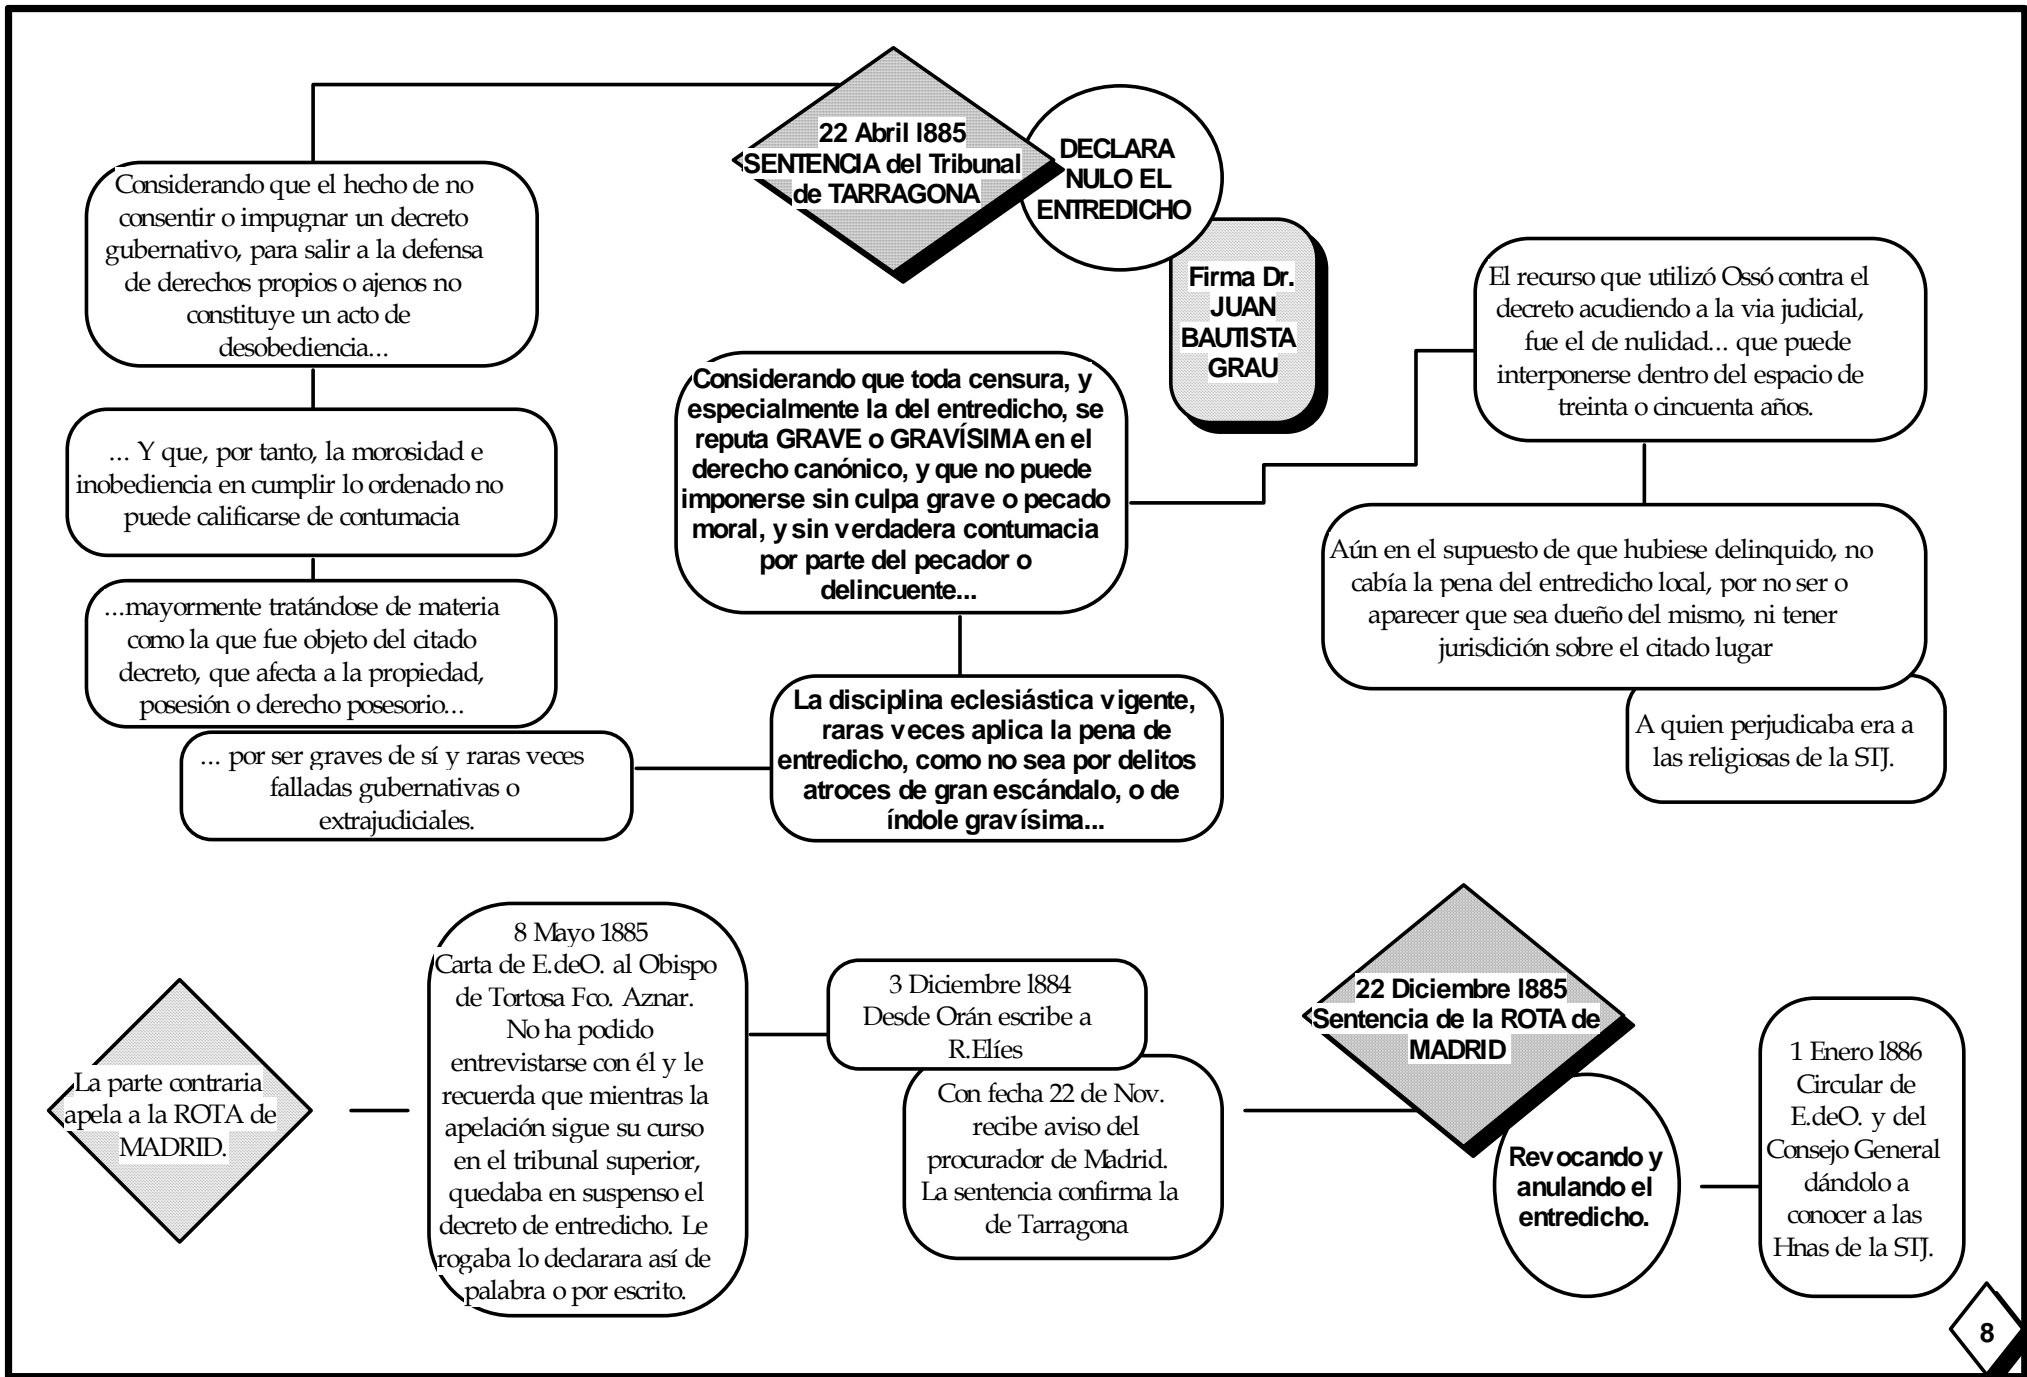 22 Abril l885
SENTENCIA del Tribunal
de TARRAGONA
DECLARA
NULO EL
ENTREDICHO
Firma Dr.
JUAN
BAUTISTA
GRAU
Considerando que el hecho de no
consentir o impugnar un decreto
gubernativo, para salir a la defensa
de derechos propios o ajenos no
constituye un acto de
desobediencia...
... Y que, por tanto, la morosidad e
inobediencia en cumplir lo ordenado no
puede calificarse de contumacia
...mayormente tratándose de materia
como la que fue objeto del citado
decreto, que afecta a la propiedad,
posesión o derecho posesorio...
... por ser graves de sí y raras veces
falladas gubernativas o
extrajudiciales.
Considerando que toda censura, y
especialmente la del entredicho, se
reputa GRAVE o GRAVÍSIMA en el
derecho canónico, y que no puede
imponerse sin culpa grave o pecado
moral, y sin verdadera contumacia
por parte del pecador o
delincuente...
La disciplina eclesiástica vigente,
raras veces aplica la pena de
entredicho, como no sea por delitos
atroces de gran escándalo, o de
índole gravísima...
El recurso que utilizó Ossó contra el
decreto acudiendo a la via judicial,
fue el de nulidad... que puede
interponerse dentro del espacio de
treinta o cincuenta años.
Aún en el supuesto de que hubiese delinquido, no
cabía la pena del entredicho local, por no ser o
aparecer que sea dueño del mismo, ni tener
jurisdición sobre el citado lugar
A quien perjudicaba era a
las religiosas de la STJ.
La parte contraria
apela a la ROTA de
MADRID.
8 Mayo 1885
Carta de E.deO. al Obispo
de Tortosa Fco. Aznar.
No ha podido
entrevistarse con él y le
recuerda que mientras la
apelación sigue su curso
en el tribunal superior,
quedaba en suspenso el
decreto de entredicho. Le
rogaba lo declarara así de
palabra o por escrito.
3 Diciembre l884
Desde Orán escribe a
R.Elíes
Con fecha 22 de Nov.
recibe aviso del
procurador de Madrid.
La sentencia confirma la
de Tarragona
22 Diciembre l885
Sentencia de la ROTA de
MADRID
Revocando y
anulando el
entredicho.
1 Enero l886
Circular de
E.deO. y del
Consejo General
dándolo a
conocer a las
Hnas de la STJ.
8